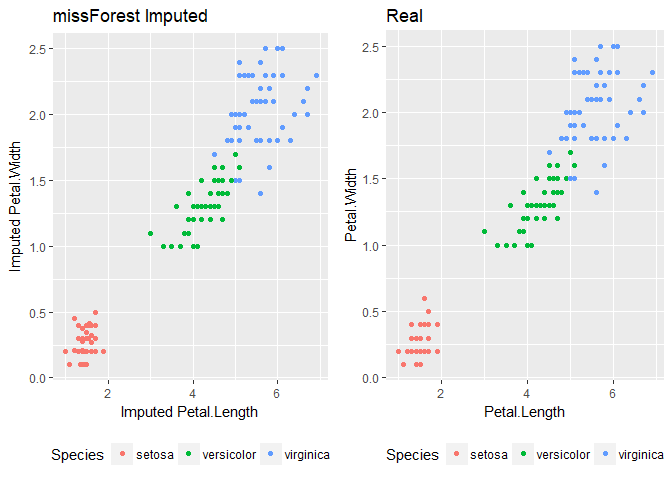 missForest Imputed
Imputed Petal.Width
2.5
2.0
1.5
1.0
0.5
0.0
2
4
6
Imputed Petal.Length
Species setosa versicolor virginica
Real
Petal.Width
2.5
2.0
1.5
1.0
0.5
0.0
2
4
6
Petal.Length
Species setosa versicolor virginica